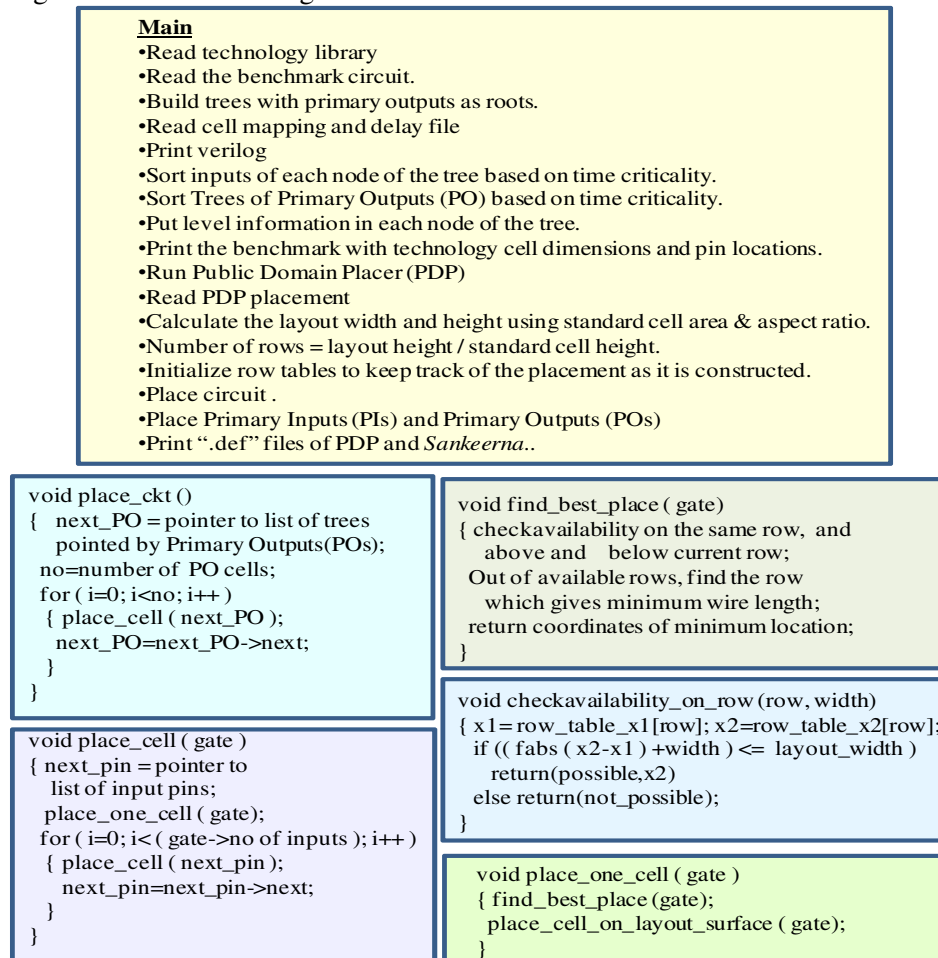 Main
•Read technology library
•Read the benchmark circuit.
•Build trees with primary outputs as roots.
•Read cell mapping and delay file
•Print verilog
•Sort inputs of each node of the tree based on time criticality.
•Sort Trees of Primary Outputs (PO) based on time criticality.
•Put level information in each node of the tree.
•Print the benchmark with technology cell dimensions and pin locations.
•Run Public Domain Placer (PDP)
•Read PDP placement
•Calculate the layout width and height using standard cell area & aspect ratio.
•Number of rows = layout height / standard cell height.
•Initialize row tables to keep track of the placement as it is constructed.
•Place circuit .
•Place Primary Inputs (PIs) and Primary Outputs (POs)
•Print “.def” files of PDP and Sankeerna..
void place_ckt ()
{ next_PO = pointer to list of trees
pointed by Primary Outputs(POs);
no=number of PO cells;
for ( i=0; i<no; i++ )
{ place_cell ( next_PO );
next_PO=next_PO->next;
}
}
void place_cell ( gate )
{ next_pin = pointer to
list of input pins;
place_one_cell ( gate);
for ( i=0; i< ( gate->no of inputs ); i++ )
{ place_cell ( next_pin );
next_pin=next_pin->next;
}
}
void find_best_place ( gate)
{ checkavailability on the same row, and
above and below current row;
Out of available rows, find the row
which gives minimum wire length;
return coordinates of minimum location;
}
void checkavailability_on_row (row, width)
{ x1= row_table_x1[row]; x2=row_table_x2[row];
if (( fabs ( x2-x1 ) +width ) <= layout_width )
return(possible,x2)
else return(not_possible);
}
void place_one_cell ( gate )
{ find_best_place (gate);
place_cell_on_layout_surface ( gate);
}